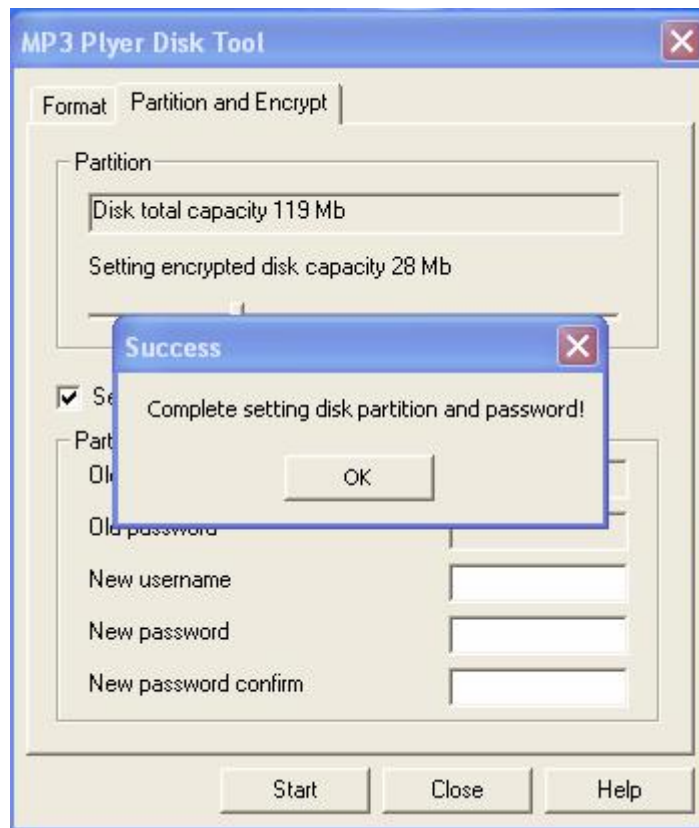 MP3 Plyer Disk Tool
Format
Partition and Encrypt
Partition
Disk total capacity 119 Mb
Setting encrypted disk capacity 28 Mb
Success
Complete setting disk partition and password!
OK
Old password
New username
New password
New password confirm
Start
Close
Help